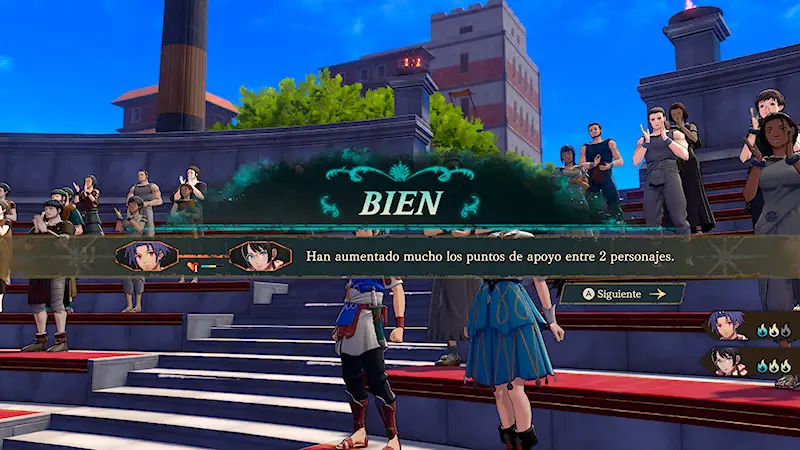 BIEN
Han aumentado mucho los puntos de apoyo entre 2 personajes.
A Siguiente